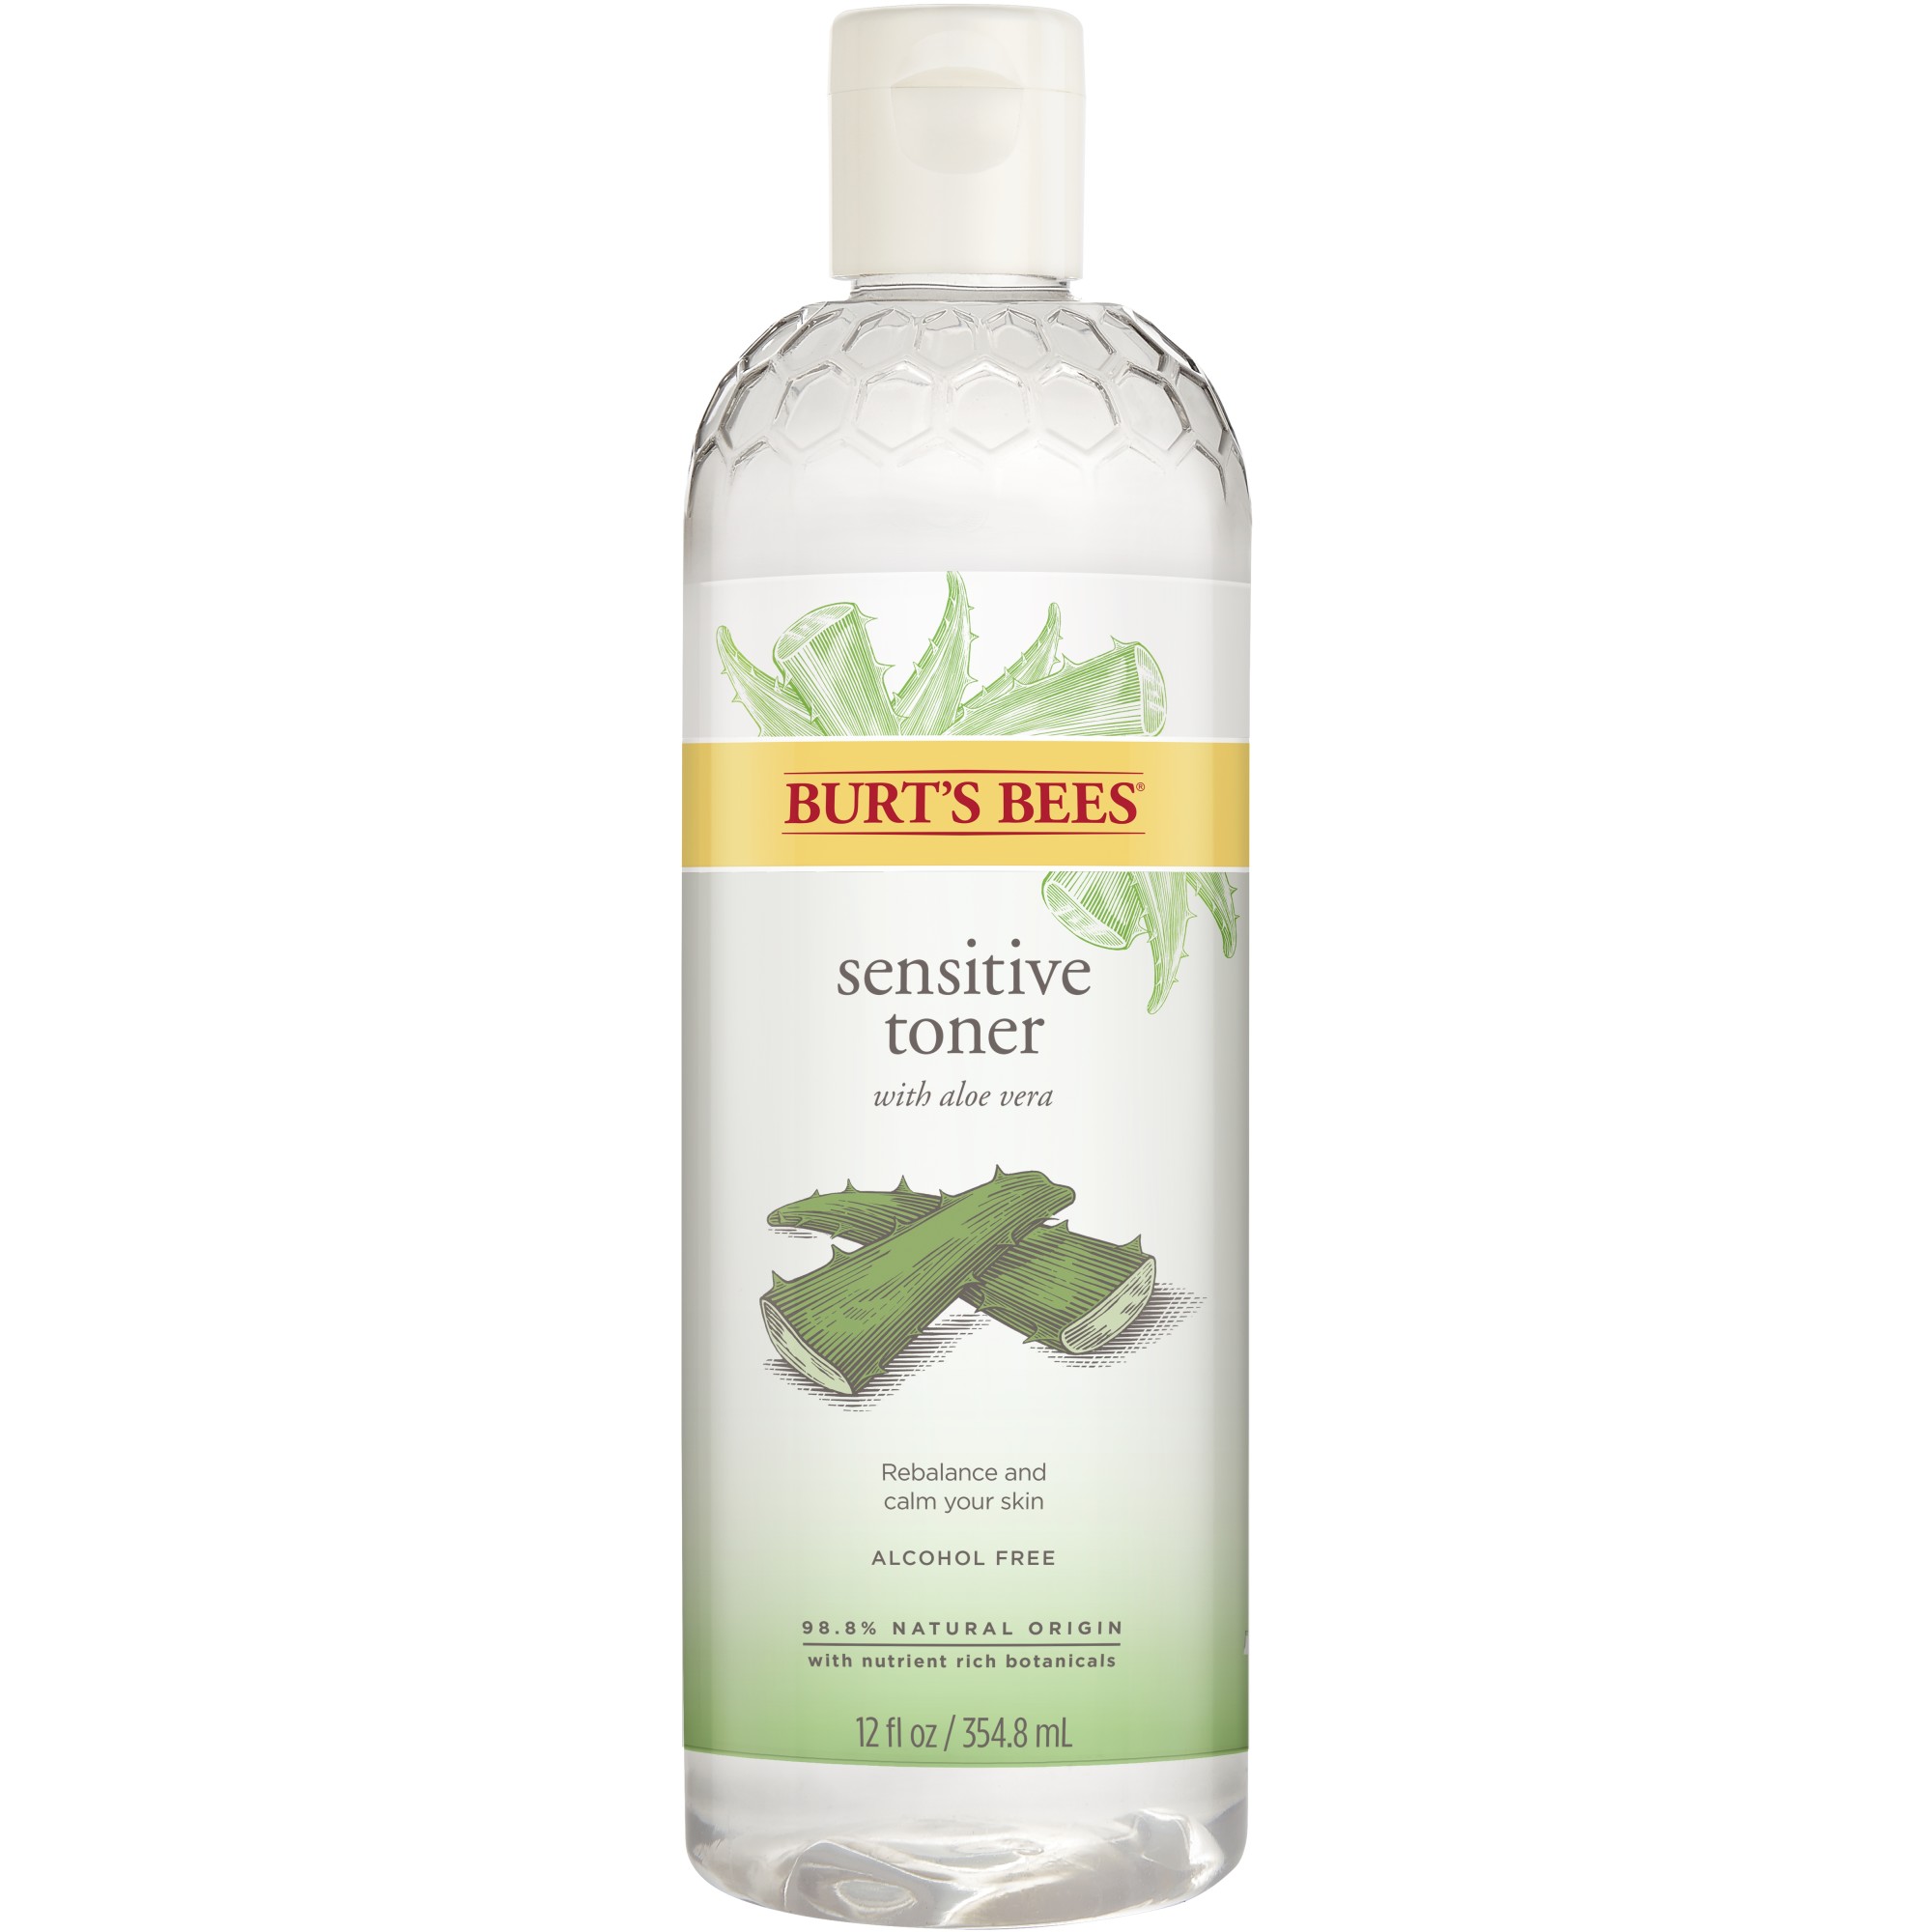 BURT'S BEES®
sensitive
toner
with aloe vera
Rebalance and
calm your skin
ALCOHOL FREE
98.8% NATURAL ORIGIN
with nutrient rich botanicals
12 fl oz / 354.8 mL